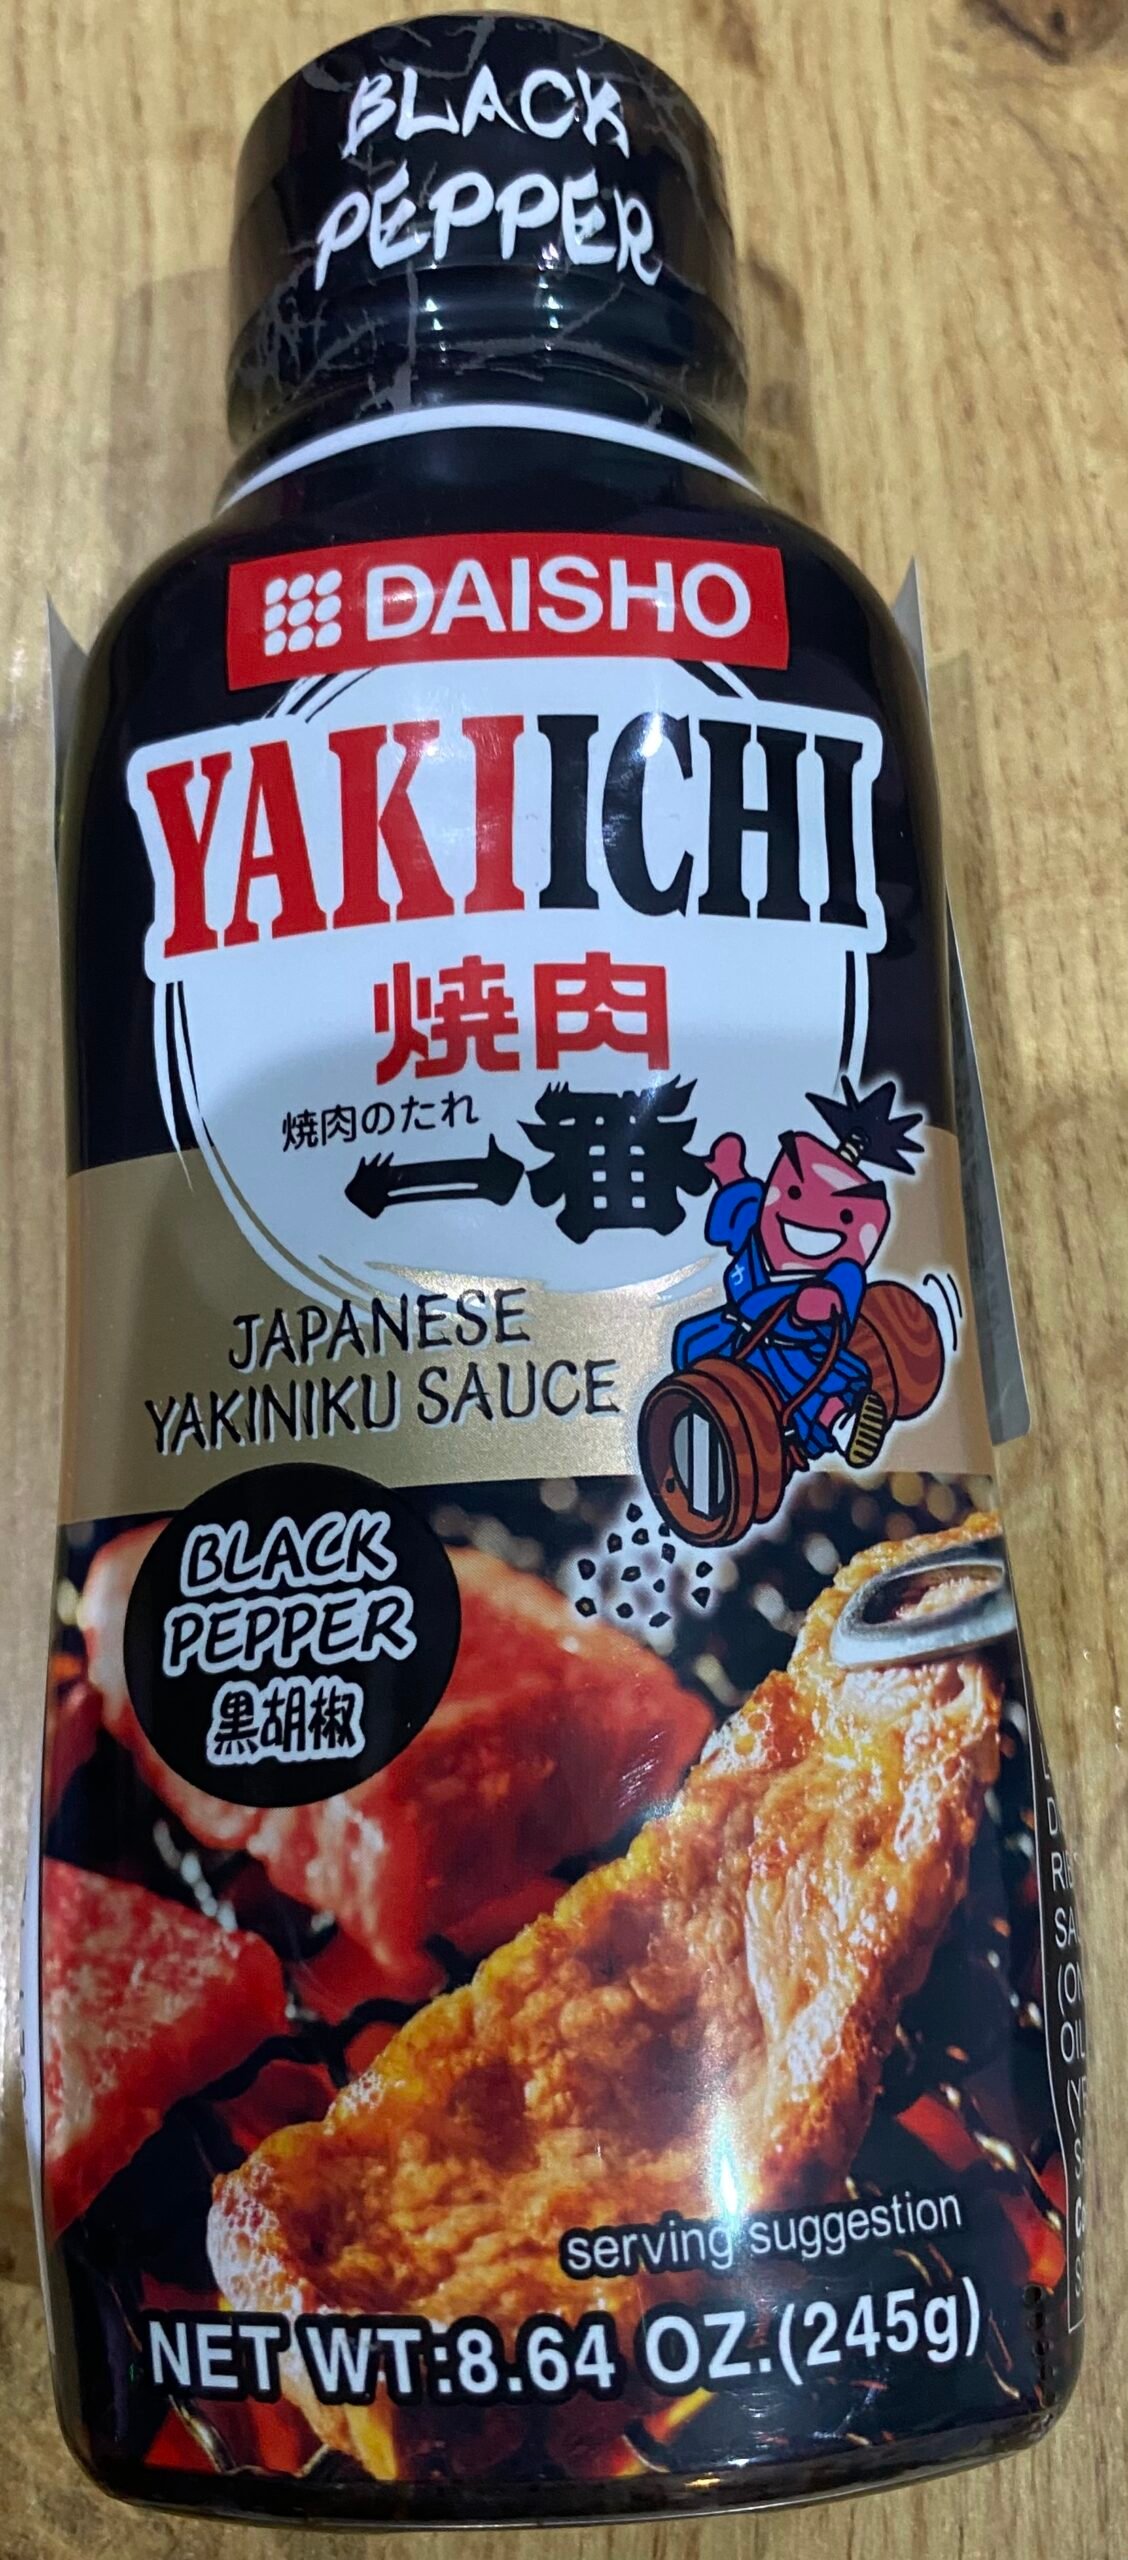 BLACK
PEPPER
DAISHO
YAKIICHI
焼肉
焼肉のたれ
一番
JAPANESE
YAKINIKU SAUCE
BLACK
PEPPER
黒胡椒
serving suggestion
NET WT:8.64 OZ.(245g)